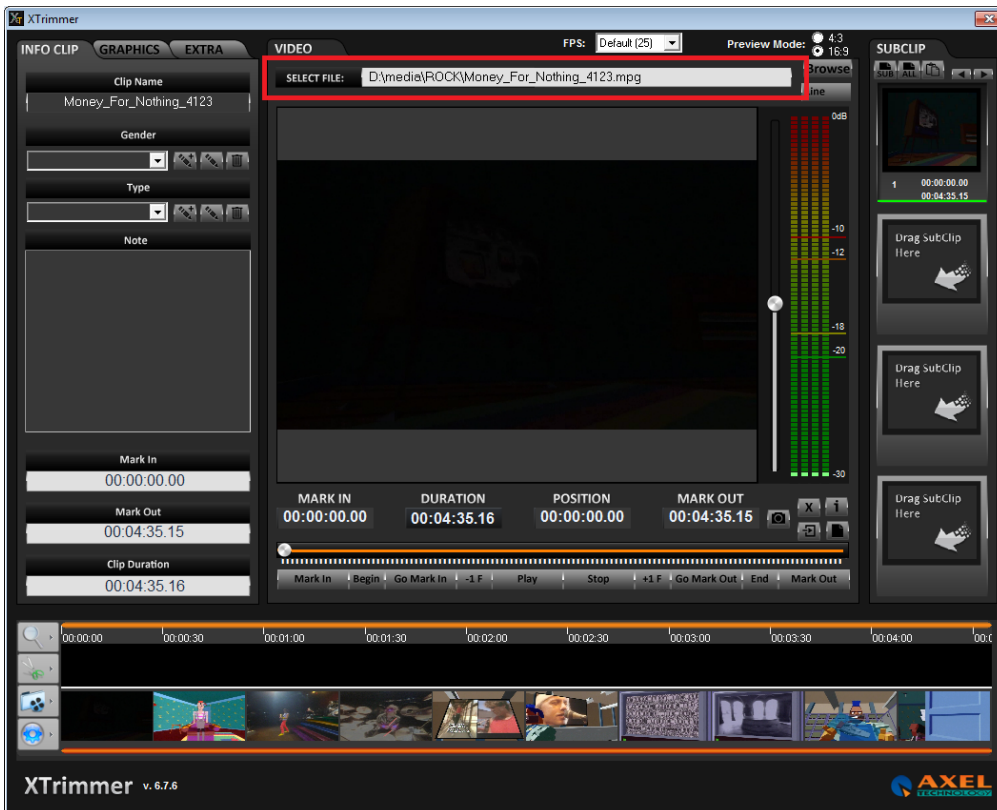 XTrimmer
INFO CLIP GRAPHICS EXTRA
Clip Name
Money_For_Nothing_4123
Gender
Type
Note
Mark In
00:00:00.00
Mark Out
00:04:35.15
Clip Duration
00:04:35.16
VIDEO
FPS: Default (25)
Preview Mode: 4:3
16:9
SELECT FILE: D:\media\ROCK\Money_For_Nothing_4123.mpg
Browse
0dB
-10
-12
-18
-20
-30
MARK IN DURATION POSITION MARK OUT
00:00:00.00 00:04:35.16 00:00:00.00 00:04:35.15
X i
Mark In Begin Go Mark In -1 F Play Stop +1 F Go Mark Out End Mark Out
SUBCLIP
SUB ALL
1 00:00:00.00
00:04:35.15
Drag SubClip
Here
Drag SubClip
Here
Drag SubClip
Here
00:00:00 00:00:30 00:01:00 00:01:30 00:02:00 00:02:30 00:03:00 00:03:30 00:04:00
XTrimmer v. 6.7.6
AXEL
TECHNOLOGY